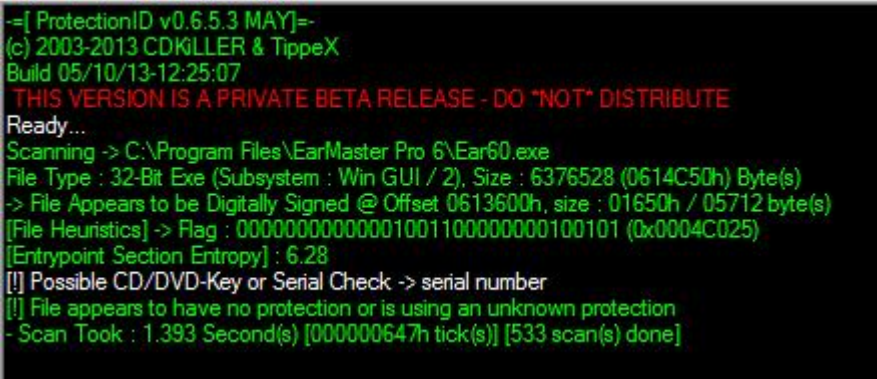 -=[ ProtectionID v0.6.5.3 MAY]=-
(c) 2003-2013 CDKiLLER & TippeX
Build 05/10/13-12:25:07
THIS VERSION IS A PRIVATE BETA RELEASE - DO *NOT* DISTRIBUTE
Ready...
Scanning -> C:\Program Files\EarMaster Pro 6\Ear60.exe
File Type : 32-Bit Exe (Subsystem : Win GUI / 2), Size : 6376528 (0614C50h) Byte(s)
-> File Appears to be Digitally Signed @ Offset 0613600h, size : 01650h / 05712 byte(s)
[File Heuristics] -> Flag : 00000000000001001100000000100101 (0x0004C025)
[Entrypoint Section Entropy] : 6.28
[!] Possible CD/DVD-Key or Serial Check -> serial number
[!] File appears to have no protection or is using an unknown protection
- Scan Took : 1.393 Second(s) [000000647h tick(s)] [533 scan(s) done]